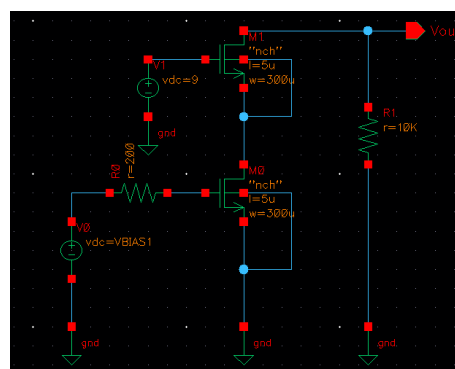 Vou
M1
"nch"
l=5u
w=300u
V1
vdc=9
gnd
R1
r=10K
R0
r=200
M0
"nch"
l=5u
w=300u
V0
vdc=VBIAS1
gnd
gnd
gnd